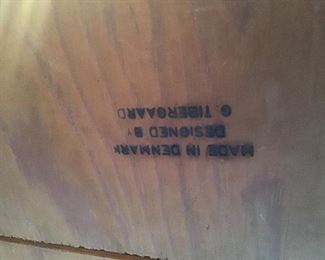 MADE IN DENMARK
DESIGNED BY
G. TIBERGAARD